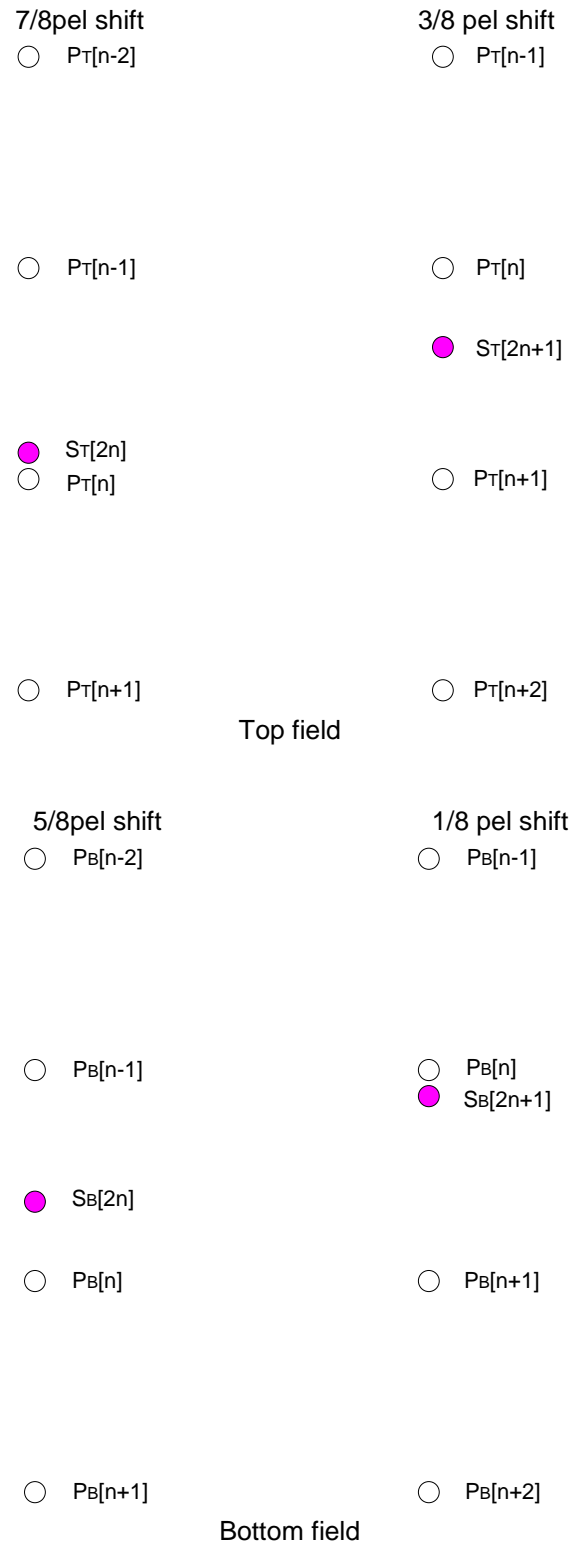 7/8pel shift 3/8 pel shift
PT[n-2] PT[n-1]
PT[n-1] PT[n]
ST[2n+1]
ST[2n]
PT[n] PT[n+1]
PT[n+1] PT[n+2]
Top field
5/8pel shift 1/8 pel shift
PB[n-2] PB[n-1]
PB[n-1] PB[n]
SB[2n+1]
SB[2n]
PB[n] PB[n+1]
PB[n+1] PB[n+2]
Bottom field